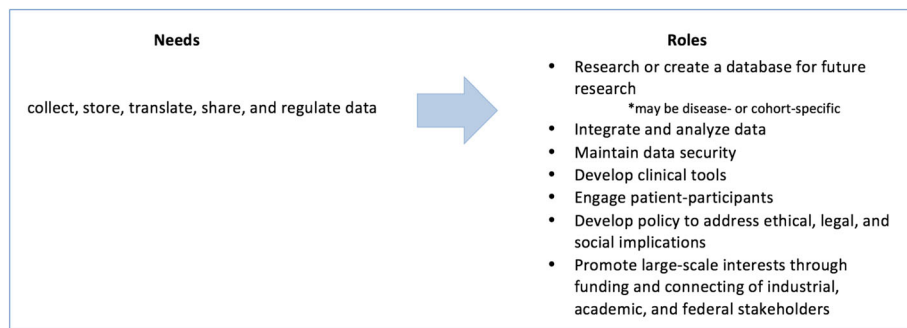 Needs
collect, store, translate, share, and regulate data
Roles
• Research or create a database for future
research
*may be disease- or cohort-specific
• Integrate and analyze data
• Maintain data security
• Develop clinical tools
• Engage patient-participants
• Develop policy to address ethical, legal, and
social implications
• Promote large-scale interests through
funding and connecting of industrial,
academic, and federal stakeholders